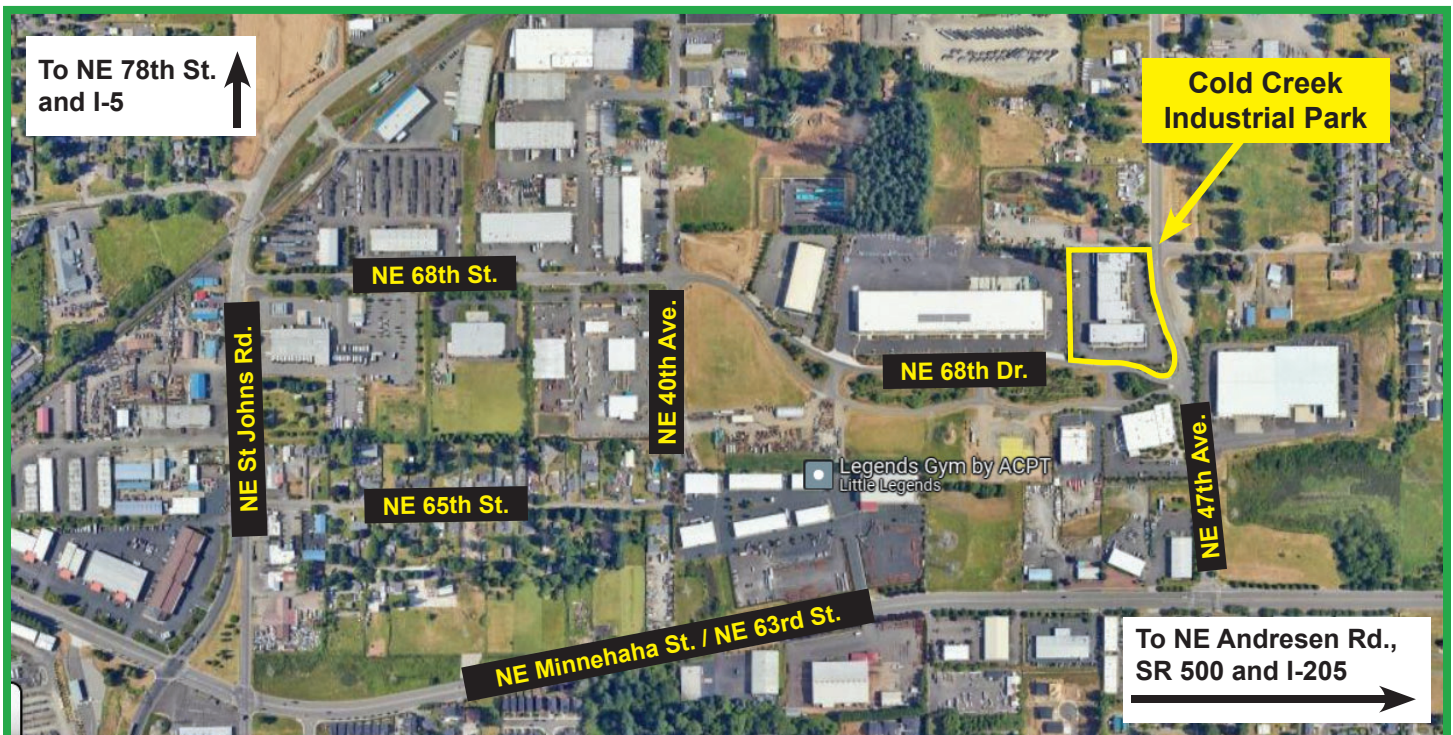 To NE 78th St.
and I-5
Cold Creek
Industrial Park
NE 68th St.
NE 40th Ave.
NE St Johns Rd.
NE 68th Dr.
NE 47th Ave.
Legends Gym by ACPT
Little Legends
NE 65th St.
NE Minnehaha St. / NE 63rd St.
To NE Andresen Rd.,
SR 500 and I-205